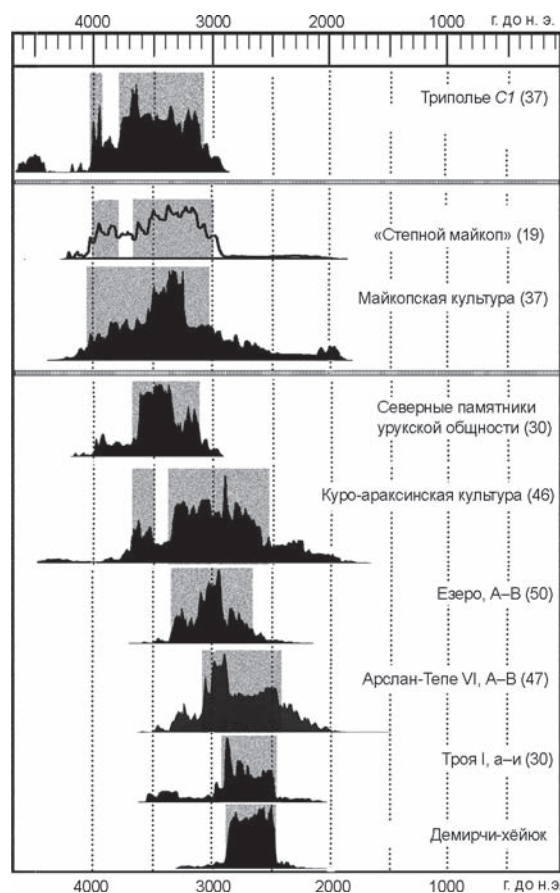 4000 3000 2000 1000 г. до н. э.
Триполье С1 (37)
«Степной майкоп» (19)
Майкопская культура (37)
Северные памятники
урукской общности (30)
Куро-араксинская культура (46)
Езеро, А–В (50)
Арслан-Тепе VI, А–В (47)
Троя I, а–и (30)
Демирчи-хёйюк
4000 3000 2000 1000 г. до н.э.